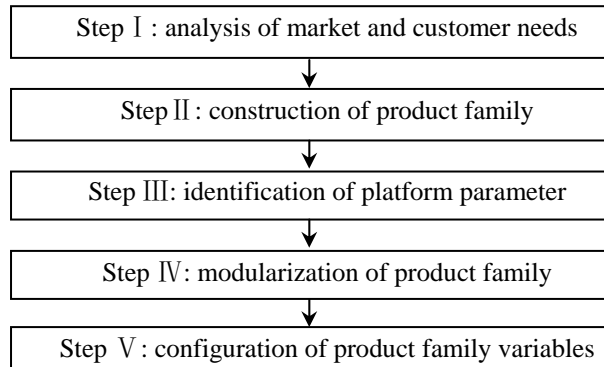 Step Ⅰ: analysis of market and customer needs
Step Ⅱ: construction of product family
Step Ⅲ: identification of platform parameter
Step Ⅳ: modularization of product family
Step Ⅴ: configuration of product family variables